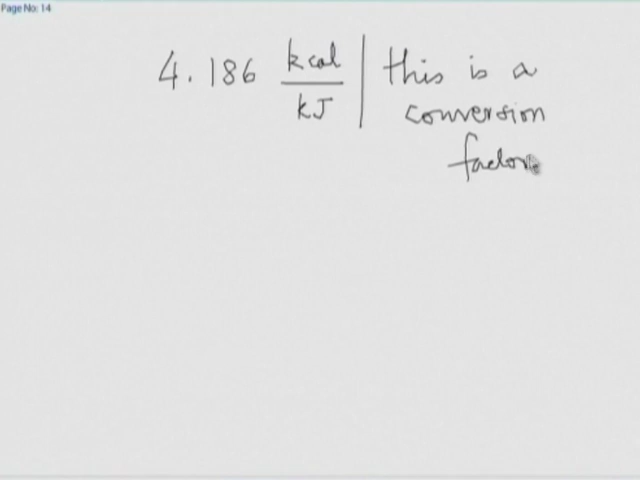 Page No: 14
4.186 kcal/kJ | this is a
conversion
factor